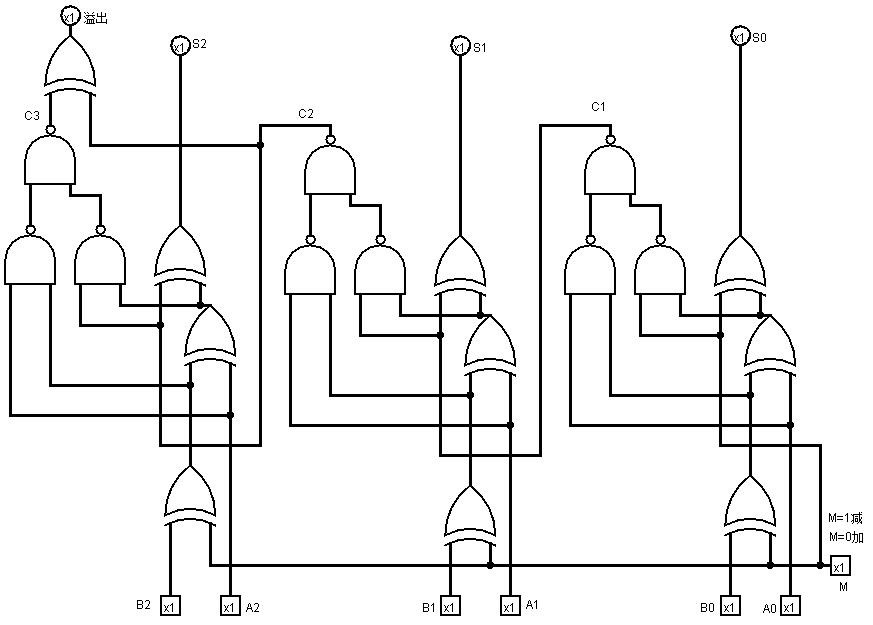 x1 溢出
x1 S2
x1 S1
x1 S0
C3
C2
C1
M=1减
M=0加
x1
M
B2 x1
x1 A2
B1 x1
x1 A1
B0 x1
A0 x1